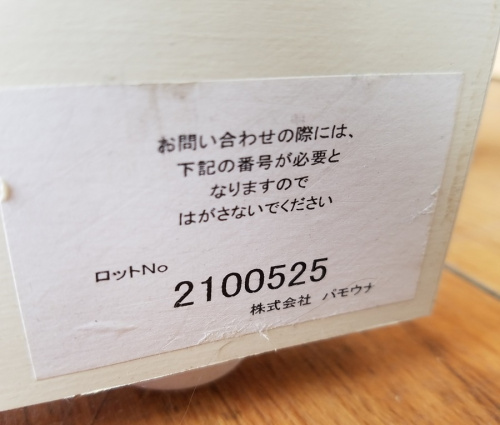 お問い合わせの際には、
下記の番号が必要と
なりますので
はがさないでください
ロットNo
2100525
株式会社 パモウナ